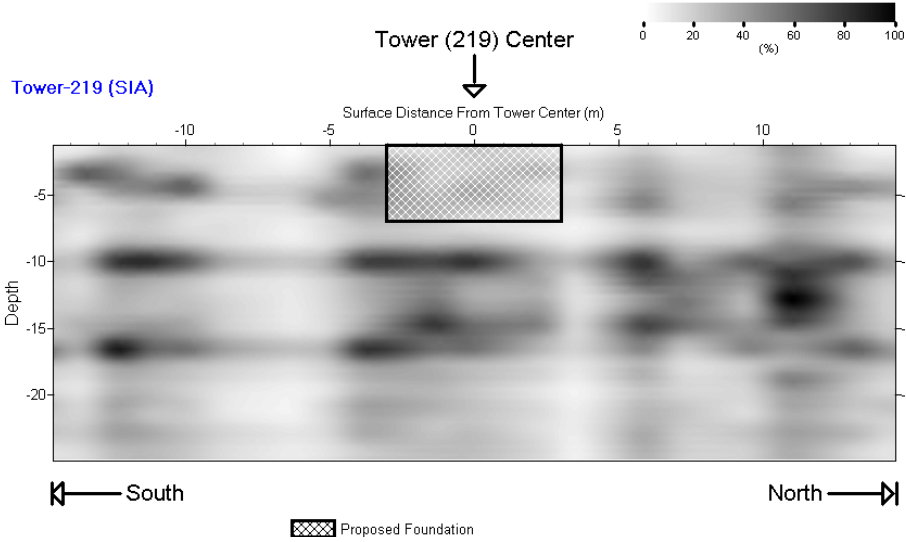 0 20 40 60 80 100
(%)
Tower (219) Center
Tower-219 (SIA)
Surface Distance From Tower Center (m)
-10 -5 0 5 10
Depth
-5
-10
-15
-20
South
North
Proposed Foundation